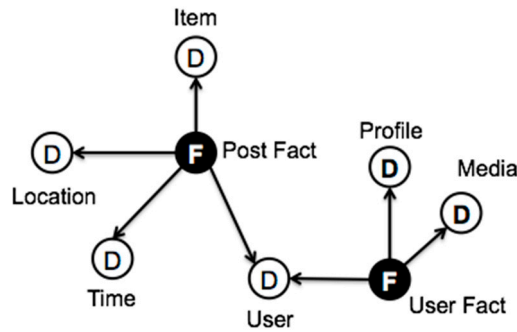 Item
D
D
F
Post Fact
Location
Profile
D
Media
D
D
Time
D
User
F
User Fact